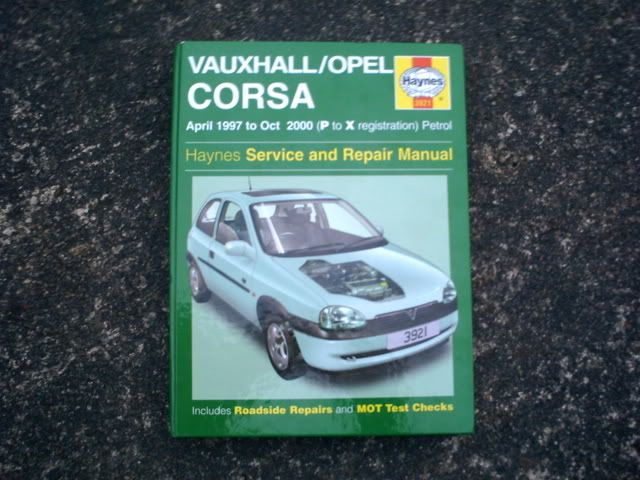 VAUXHALL/OPEL
CORSA
Haynes
3921
April 1997 to Oct 2000 (P to X registration) Petrol
Haynes Service and Repair Manual
3921
Includes Roadside Repairs and MOT Test Checks